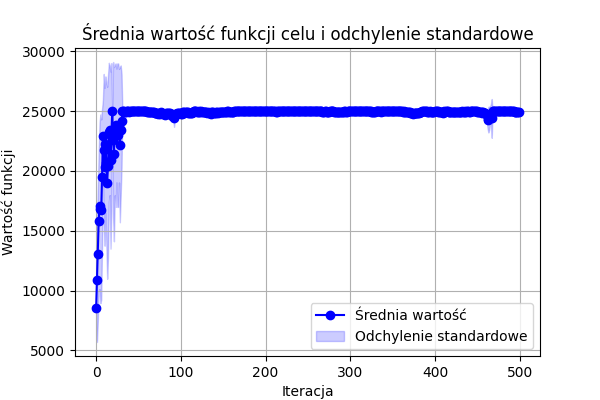 Średnia wartość funkcji celu i odchylenie standardowe
30000
25000
20000
15000
10000
5000
Wartość funkcji
0
100
200
300
400
500
Iteracja
Średnia wartość
Odchylenie standardowe